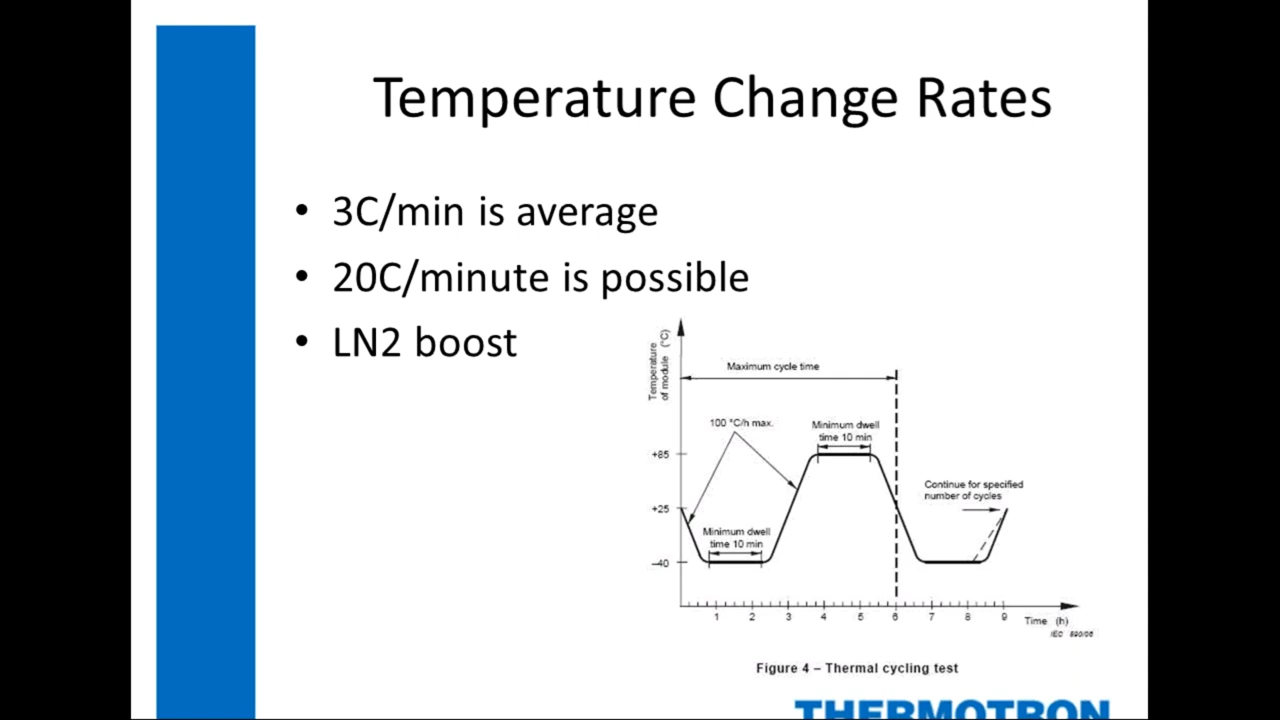 Temperature Change Rates
• 3C/min is average
• 20C/minute is possible
• LN2 boost
Temperature
of module (°C)
Maximum cycle time
100 °C/h max.
Minimum dwell
time 10 min
+85
Continue for specified
number of cycles
+25
Minimum dwell
time 10 min
–40
1 2 3 4 5 6 7 8 9
Time (h)
IEC
Figure 4 – Thermal cycling test
THERMOTRON